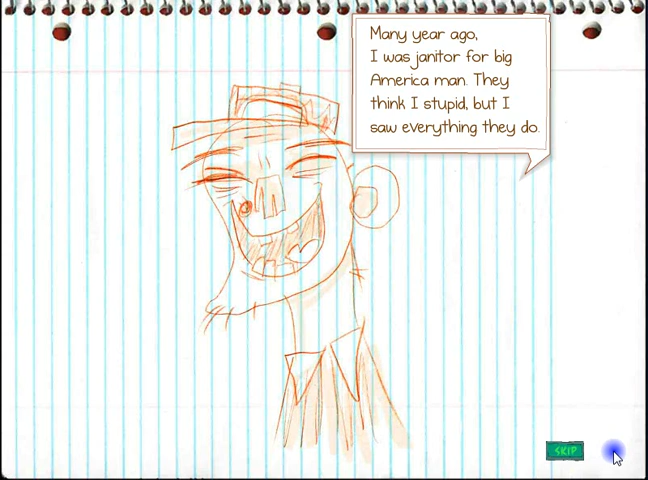 Many year ago,
I was janitor for big
America man. They
think I stupid, but I
saw everything they do.
SKIP